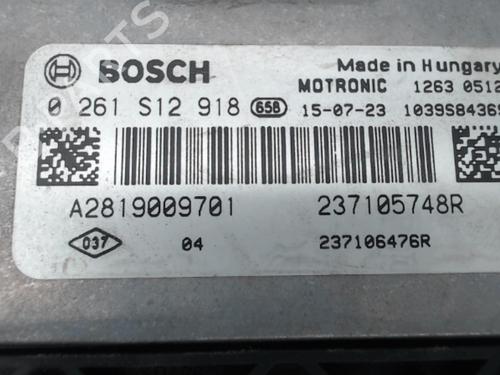 BOSCH
Made in Hungary
MOTRONIC 1263 0512
0 261 S12 918 658 15-07-23 1039S8436
A2819009701 237105748R
037 04 237106476R